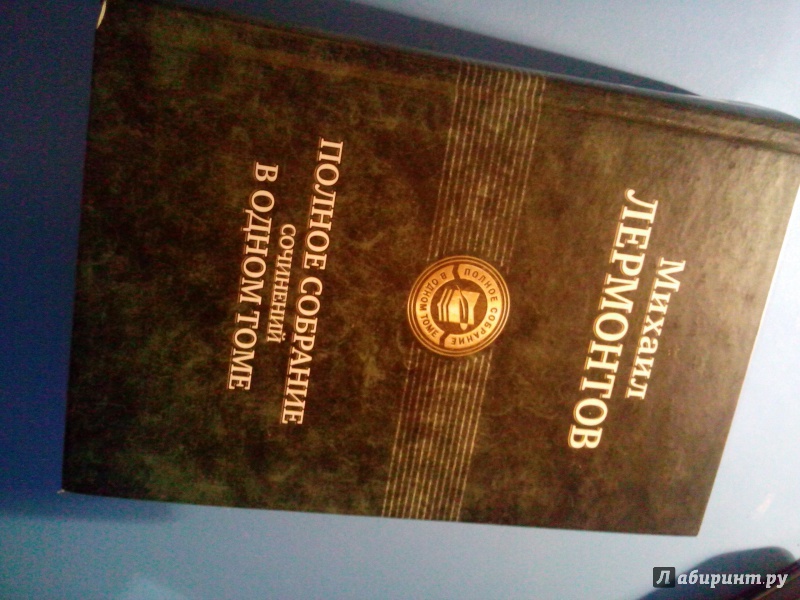 Михаил
ЛЕРМОНТОВ
ПОЛНОЕ СОБРАНИЕ
В ОДНОМ ТОМЕ
ПОЛНОЕ СОБРАНИЕ
СОЧИНЕНИЙ
В ОДНОМ ТОМЕ
Лабиринт.ру